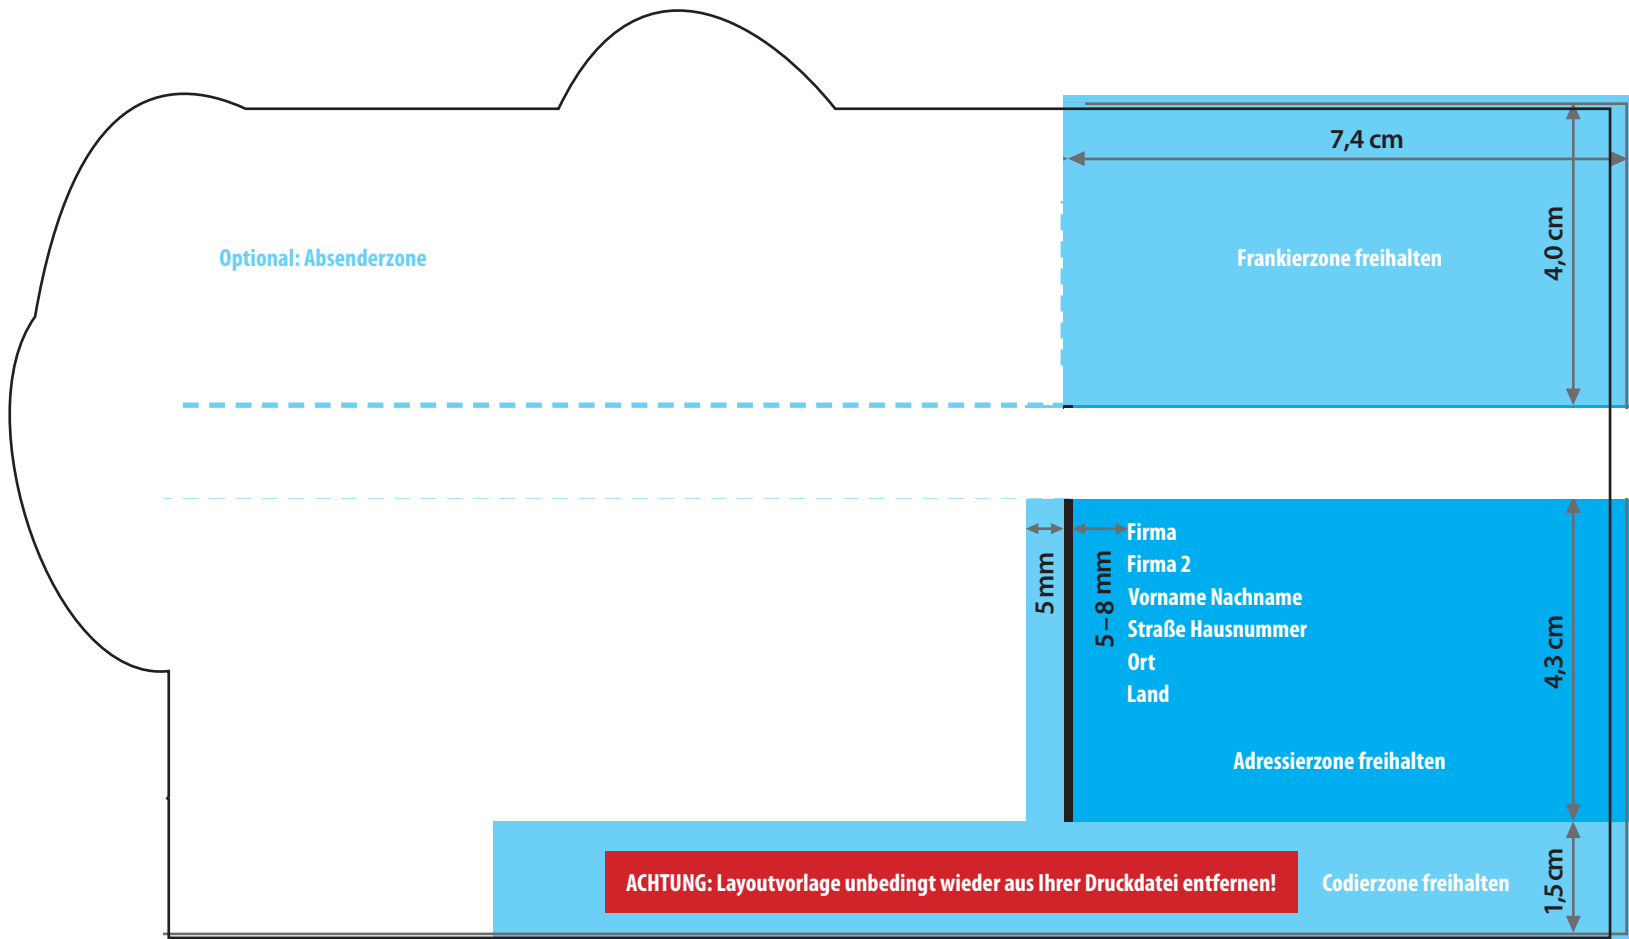 7,4 cm
4,0 cm
Optional: Absenderzone
Frankierzone freihalten
5 mm
5–8 mm
Firma
Firma 2
Vorname Nachname
Straße Hausnummer
Ort
Land
4,3 cm
Adressierzone freihalten
ACHTUNG: Layoutvorlage unbedingt wieder aus Ihrer Druckdatei entfernen!
Codierzone freihalten
1,5 cm